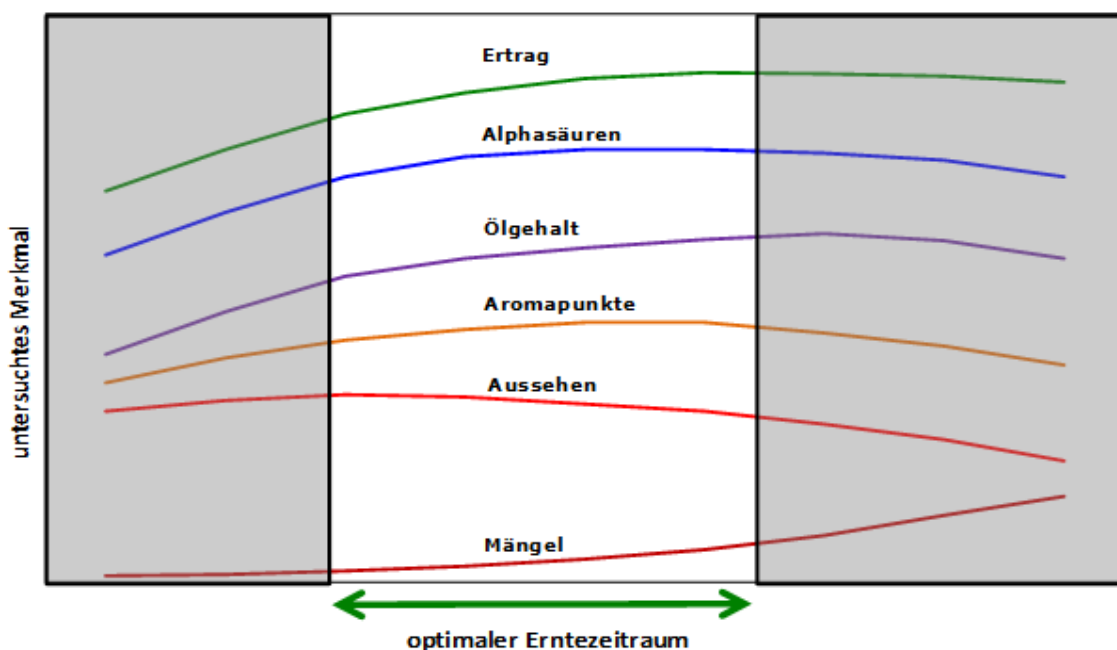 Ertrag
Alphasäuren
Ölgehalt
Aromapunkte
Aussehen
Mängel
untersuchtes Merkmal
optimaler Erntezeitraum